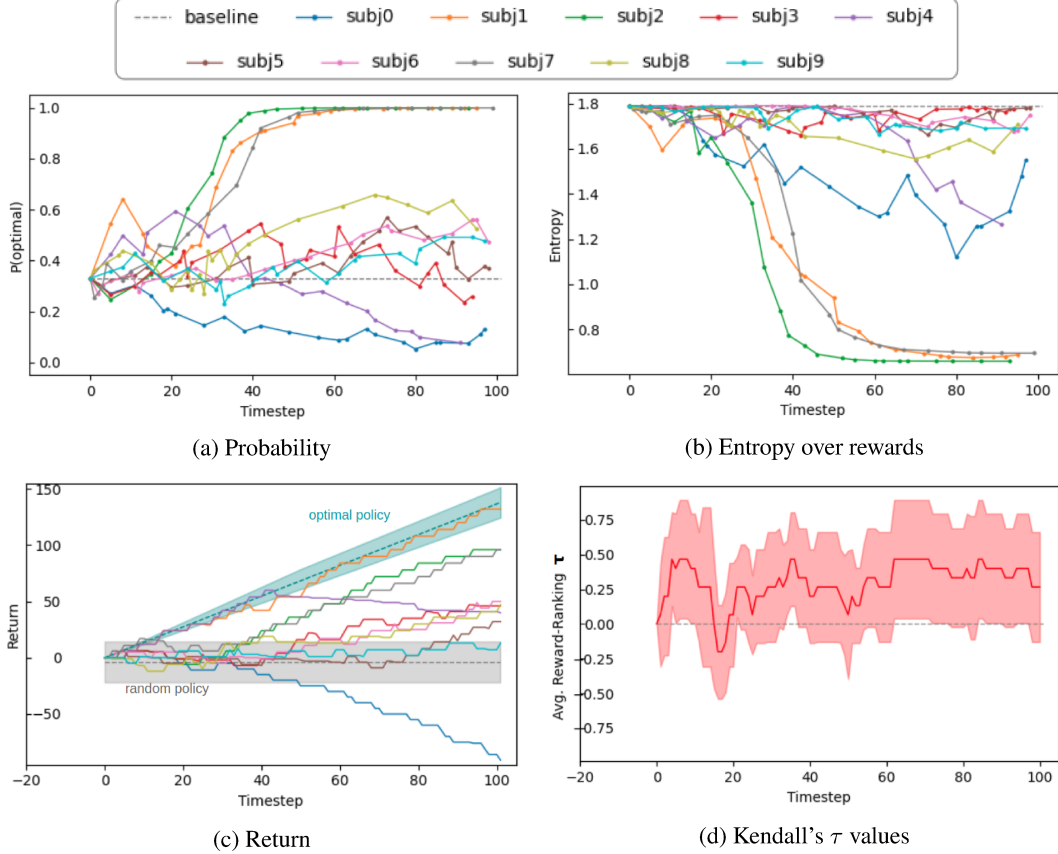 baseline subj0 subj1 subj2 subj3 subj4
subj5 subj6 subj7 subj8 subj9
1.0
0.8
0.6
0.4
0.2
0.0
P(optimal)
0 20 40 60 80 100
Timestep
(a) Probability
1.8
1.6
1.4
1.2
1.0
0.8
Entropy
0 20 40 60 80 100
Timestep
(b) Entropy over rewards
150
100
50
0
−50
Return
optimal policy
random policy
−20 0 20 40 60 80 100
Timestep
(c) Return
0.75
0.50
0.25
0.00
−0.25
−0.50
−0.75
Avg. Reward-Ranking τ
−20 0 20 40 60 80 100
Timestep
(d) Kendall's τ values